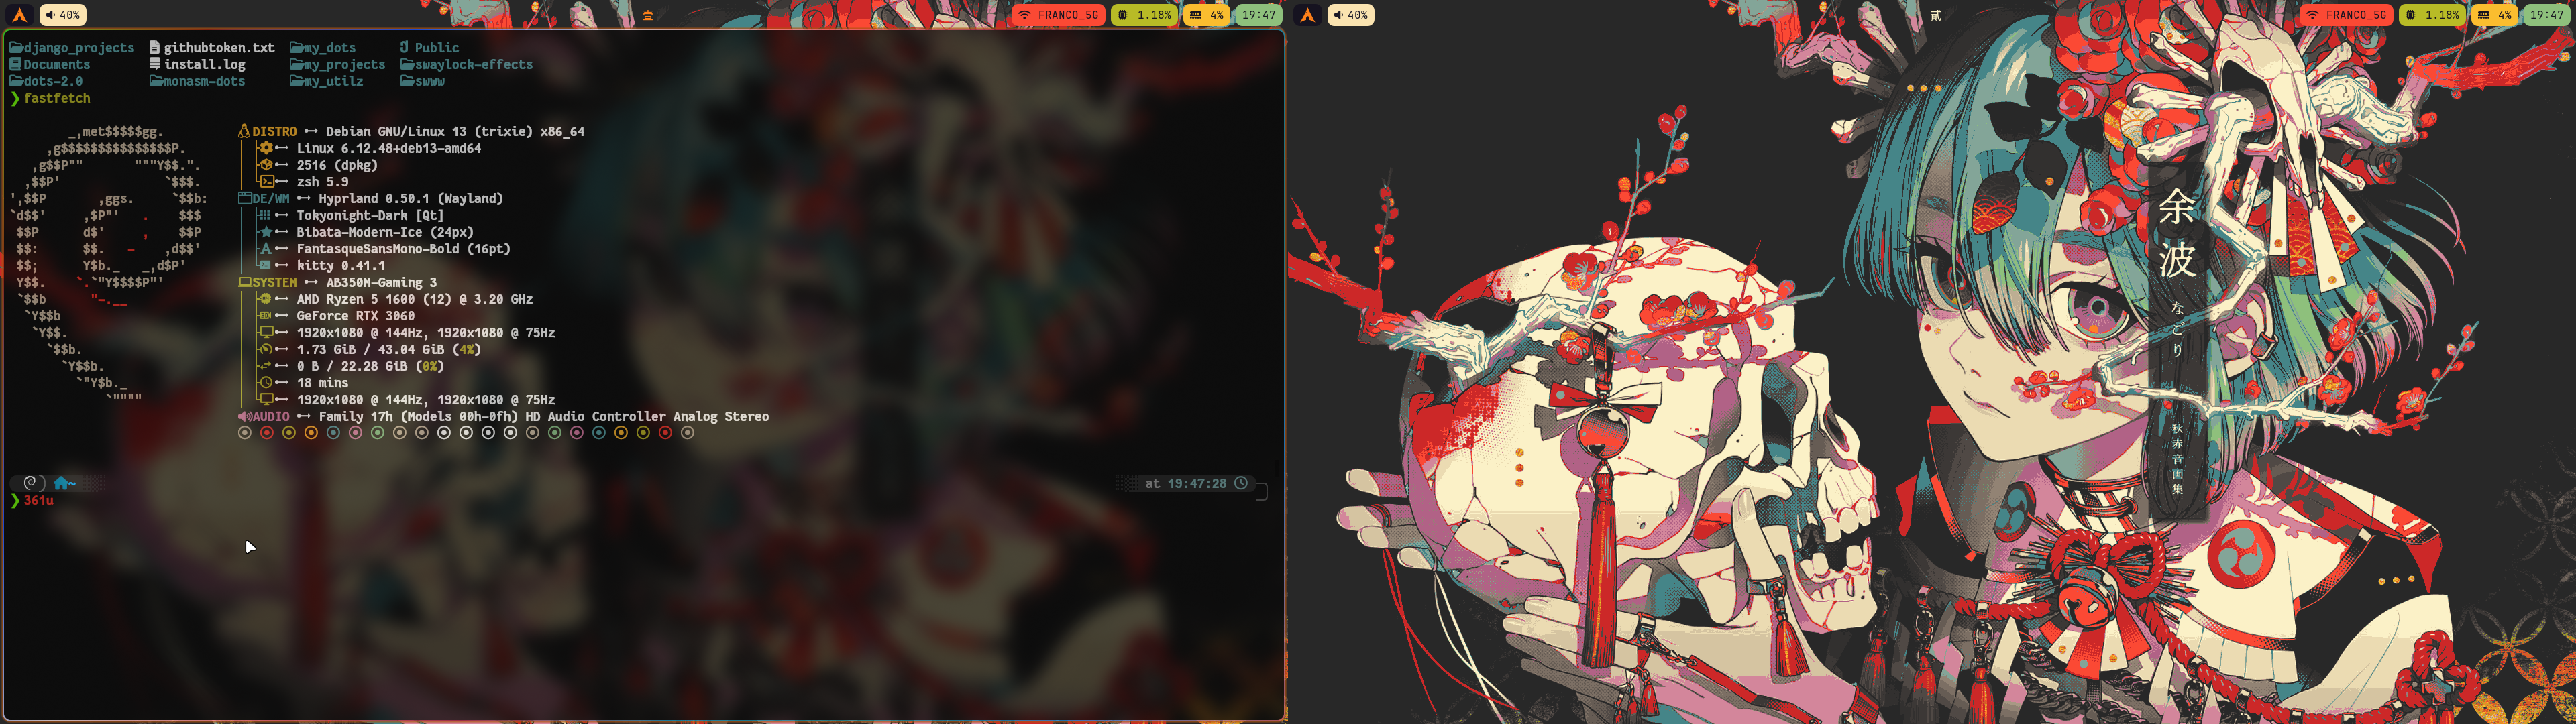 40%
壹
FRANCO_5G 1.18% 4% 19:47
django_projects githubtoken.txt my_dots Public
Documents install.log my_projects swaylock-effects
dots-2.0 monasm-dots my_utilz swww
❯ fastfetch
_,met$$$$$gg.
,g$$$$$$$$$$$$$$$P.
,g$$P"" """Y$$.".
,$$P' `$$$.
',$$P ,ggs. `$$b:
`d$$' ,$P"' . $$$
$$P d$' , $$P
$$: $$. - ,d$$'
$$; Y$b._ _,d$P'
Y$$. `.`"Y$$$$P"'
`$$b "-.__
`Y$$b
`Y$$.
`$$b.
`Y$$b.
`"Y$b._
`""""
DISTRO Debian GNU/Linux 13 (trixie) x86_64
Linux 6.12.48+deb13-amd64
2516 (dpkg)
zsh 5.9
DE/WM Hyprland 0.50.1 (Wayland)
Tokyonight-Dark [Qt]
Bibata-Modern-Ice (24px)
FantasqueSansMono-Bold (16pt)
kitty 0.41.1
SYSTEM AB350M-Gaming 3
AMD Ryzen 5 1600 (12) @ 3.20 GHz
GeForce RTX 3060
1920x1080 @ 144Hz, 1920x1080 @ 75Hz
1.73 GiB / 43.04 GiB (4%)
0 B / 22.28 GiB (0%)
18 mins
1920x1080 @ 144Hz, 1920x1080 @ 75Hz
AUDIO Family 17h (Models 00h-0fh) HD Audio Controller Analog Stereo
~ at 19:47:28
❯ 361u
40%
貳
FRANCO_5G 1.18% 4% 19:47
余波
なごり
秋赤音画集